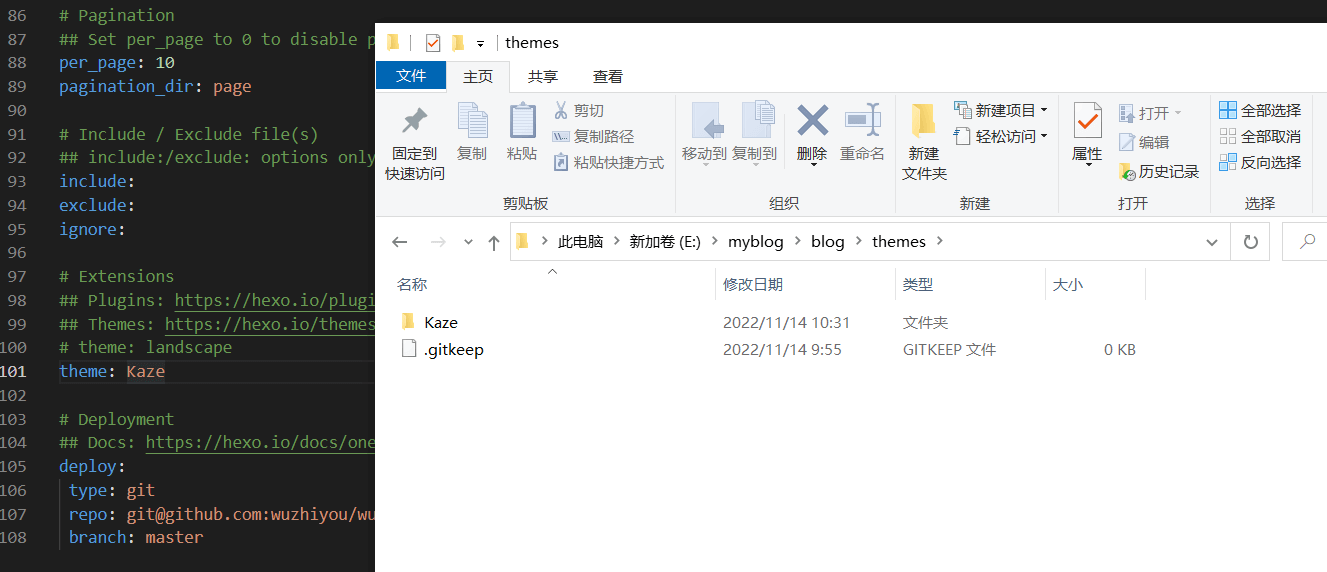 86 # Pagination
87 ## Set per_page to 0 to disable p
88 per_page: 10
89 pagination_dir: page
90
91 # Include / Exclude file(s)
92 ## include:/exclude: options only
93 include:
94 exclude:
95 ignore:
96
97 # Extensions
98 ## Plugins: https://hexo.io/plugi
99 ## Themes: https://hexo.io/themes
100 # theme: landscape
101 theme: Kaze
102
103 # Deployment
104 ## Docs: https://hexo.io/docs/one
105 deploy:
106 type: git
107 repo: git@github.com:wuzhiyou/wu
108 branch: master
themes
文件 主页 共享 查看
固定到
快速访问
复制
粘贴
剪切
复制路径
粘贴快捷方式
剪贴板
移动到 复制到 删除 重命名
组织
新建
文件夹
新建项目
轻松访问
新建
属性
打开
编辑
历史记录
打开
全部选择
全部取消
反向选择
选择
此电脑 新加卷 (E:) myblog blog themes
名称 修改日期 类型 大小
Kaze 2022/11/14 10:31 文件夹
.gitkeep 2022/11/14 9:55 GITKEEP 文件 0 KB